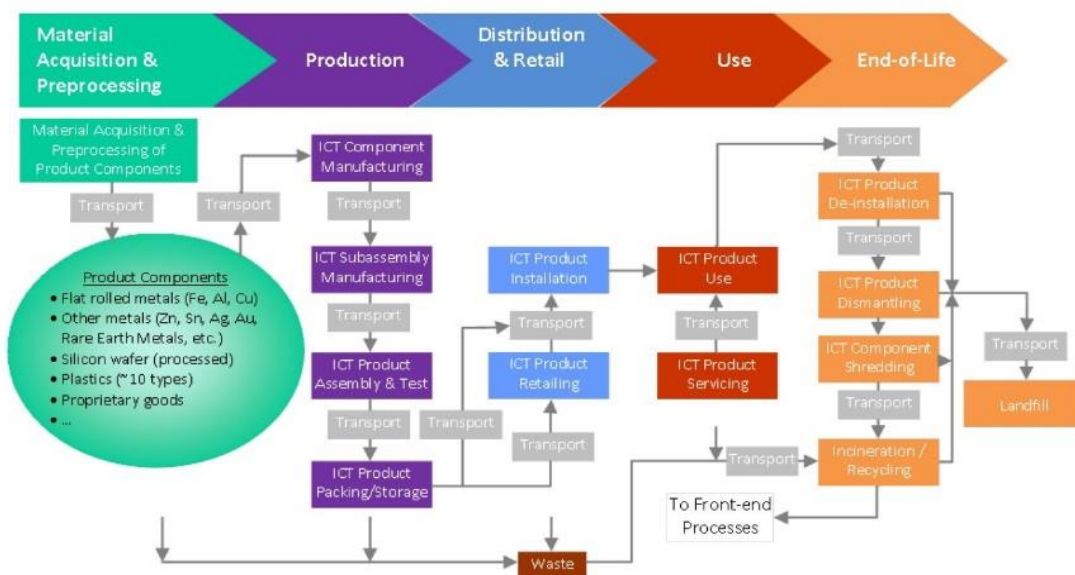 Material
Acquisition &
Preprocessing
Production
Distribution
& Retail
Use
End-of-Life
Material Acquisition &
Preprocessing of
Product Components
Transport
Transport
Product Components
• Flat rolled metals (Fe, Al, Cu)
• Other metals (Zn, Sn, Ag, Au,
Rare Earth Metals, etc.)
• Silicon wafer (processed)
• Plastics (~10 types)
• Proprietary goods
• ...
ICT Component
Manufacturing
Transport
ICT Subassembly
Manufacturing
Transport
ICT Product
Assembly & Test
Transport
ICT Product
Packing/Storage
Transport
Transport
ICT Product
Installation
Transport
ICT Product
Retailing
ICT Product
Use
Transport
ICT Product
Servicing
Transport
ICT Product
De-installation
Transport
ICT Product
Dismantling
ICT Component
Shredding
Transport
Incineration /
Recycling
Transport
Landfill
Transport
To Front-end
Processes
Waste